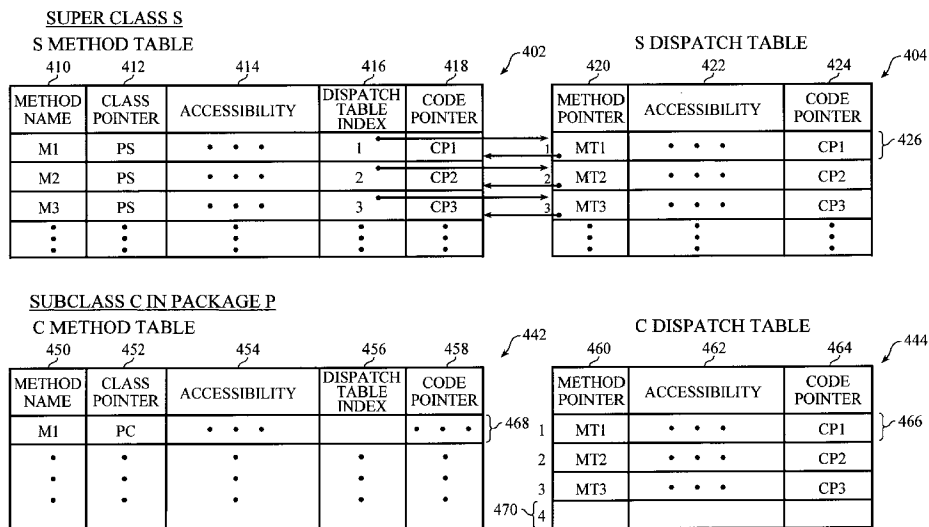 SUPER CLASS S
S METHOD TABLE
410 412 414 416 418 402
METHOD NAME CLASS POINTER ACCESSIBILITY DISPATCH TABLE INDEX CODE POINTER
M1 PS • • • 1 CP1
M2 PS 2 CP2
M3 PS • • • 3 CP3
S DISPATCH TABLE
420 422 424 404
METHOD POINTER ACCESSIBILITY CODE POINTER
1 MT1 • • • CP1 426
2 MT2 • • • CP2
3 MT3 • • • CP3
SUBCLASS C IN PACKAGE P
C METHOD TABLE
450 452 454 456 458 442
METHOD NAME CLASS POINTER ACCESSIBILITY DISPATCH TABLE INDEX CODE POINTER
M1 PC • • • • • • 468
C DISPATCH TABLE
460 462 464 444
METHOD POINTER ACCESSIBILITY CODE POINTER
1 MT1 • • • CP1 466
2 MT2 • • • CP2
3 MT3 • • • CP3
470 4